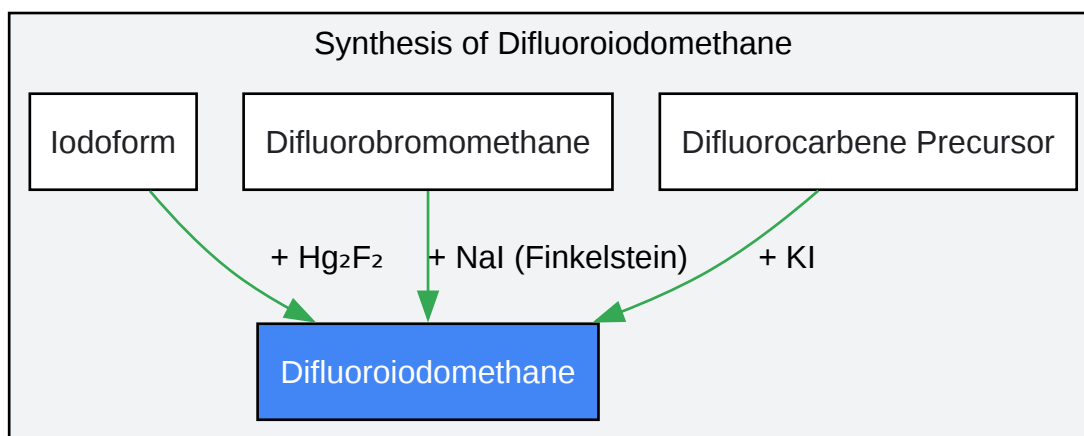 Synthesis of Difluoroiodomethane
Iodoform
Difluorobromomethane
Difluorocarbene Precursor
+ Hg₂F₂
+ NaI (Finkelstein)
+ KI
Difluoroiodomethane